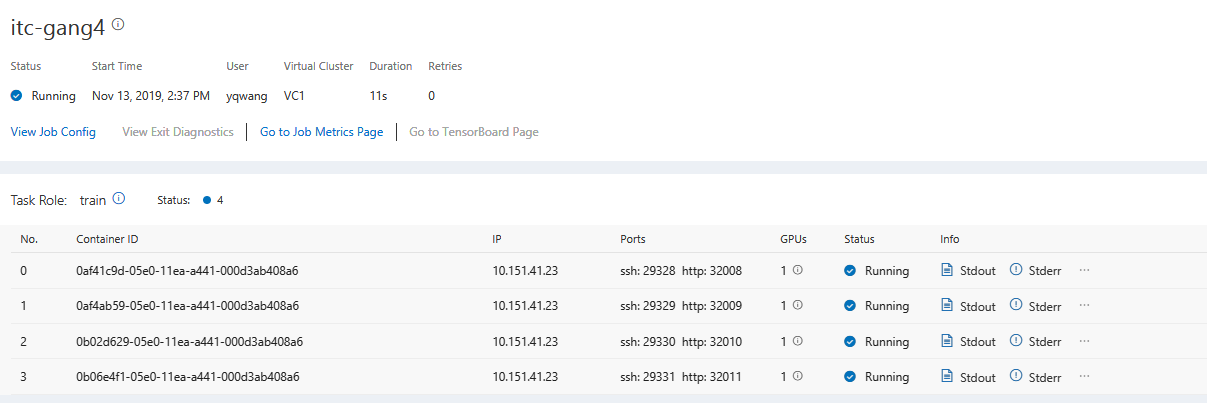 itc-gang4
Status Start Time User Virtual Cluster Duration Retries
Running Nov 13, 2019, 2:37 PM yqwang VC1 11s 0
View Job Config View Exit Diagnostics Go to Job Metrics Page Go to TensorBoard Page
Task Role: train Status: 4
No. Container ID IP Ports GPUs Status Info
0 0af41c9d-05e0-11ea-a441-000d3ab408a6 10.151.41.23 ssh: 29328 http: 32008 1 Running Stdout Stderr ...
1 0af4ab59-05e0-11ea-a441-000d3ab408a6 10.151.41.23 ssh: 29329 http: 32009 1 Running Stdout Stderr ...
2 0b02d629-05e0-11ea-a441-000d3ab408a6 10.151.41.23 ssh: 29330 http: 32010 1 Running Stdout Stderr ...
3 0b06e4f1-05e0-11ea-a441-000d3ab408a6 10.151.41.23 ssh: 29331 http: 32011 1 Running Stdout Stderr ...